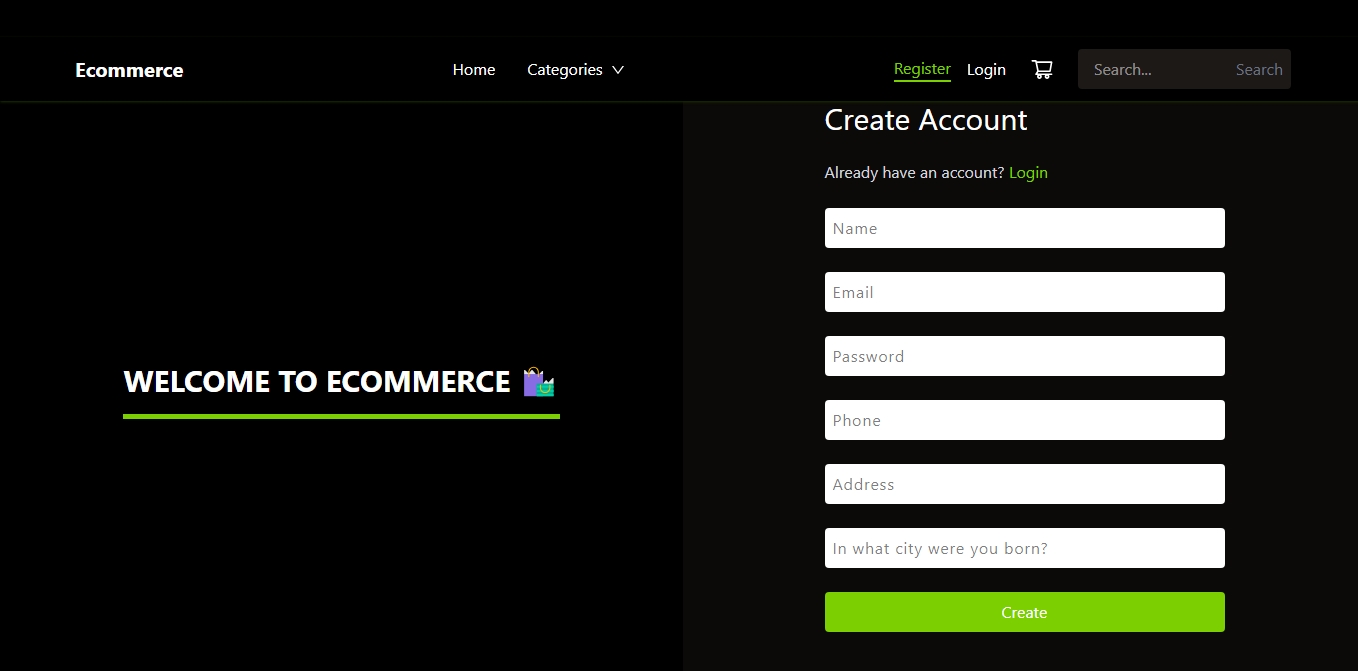 Ecommerce Home Categories Register Login Search... Search
WELCOME TO ECOMMERCE 🛍️
Create Account
Already have an account? Login
Name
Email
Password
Phone
Address
In what city were you born?
Create